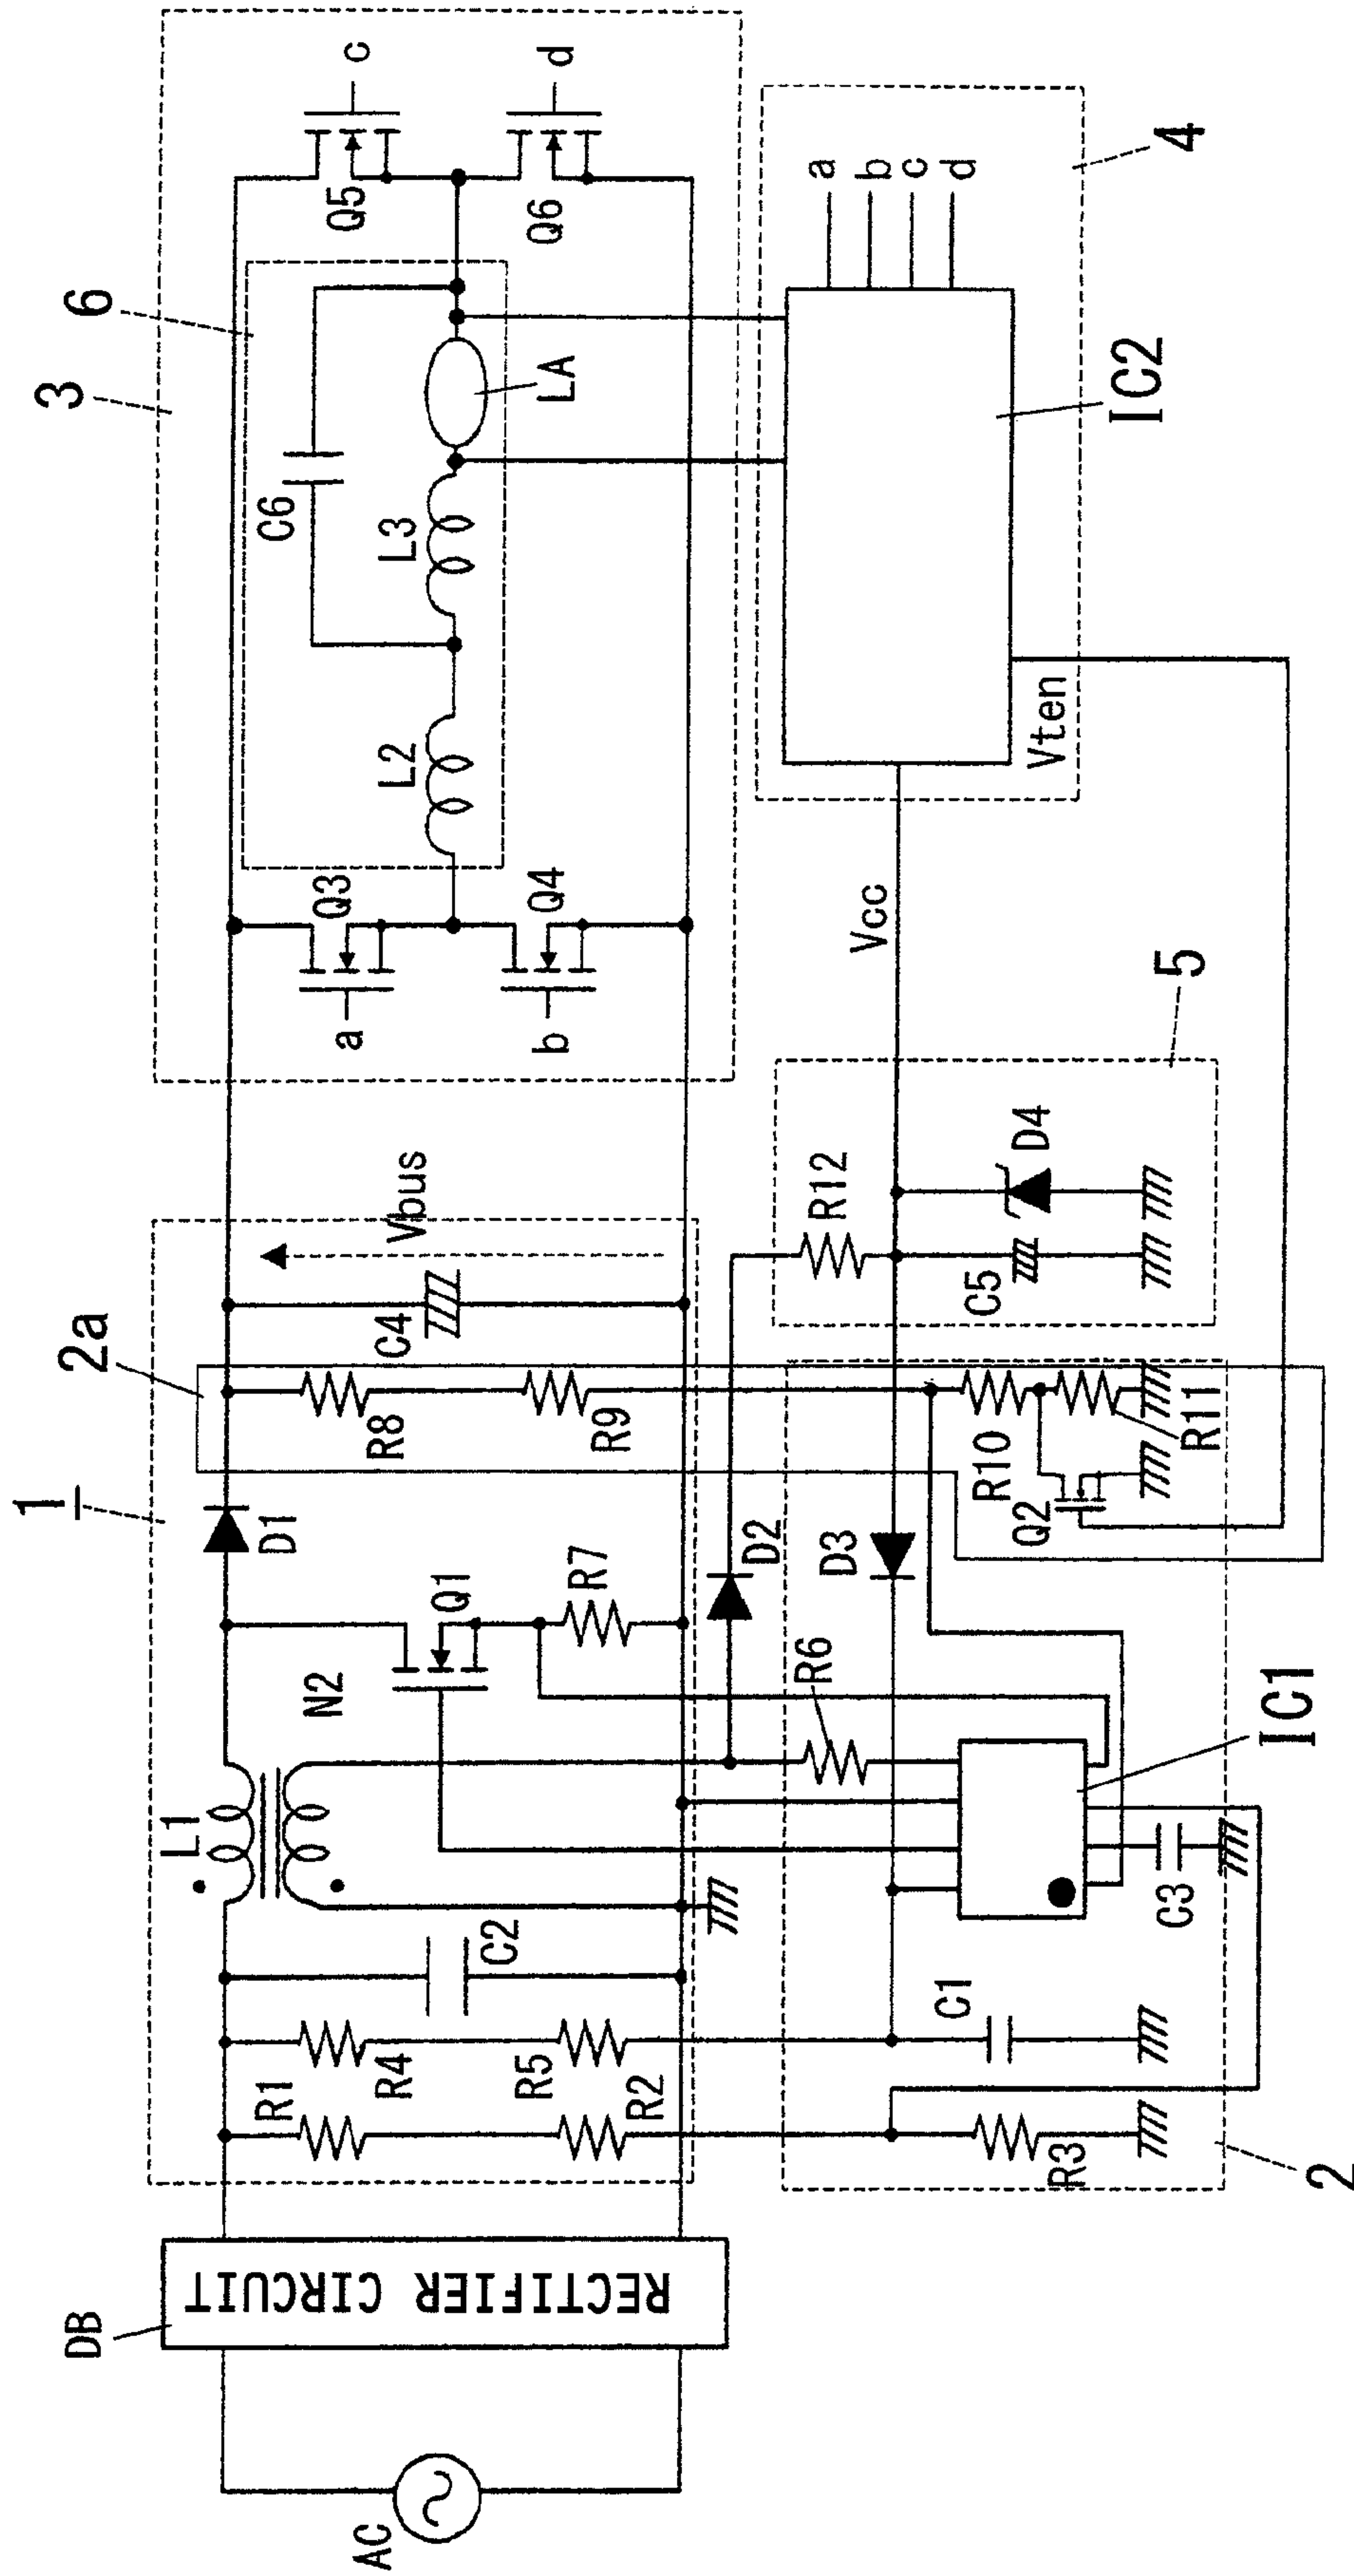 AC
DB
RECTIFIER CIRCUIT
1
2a
3
6
L1
N2
D1
Q1
R7
R1
R2
R4
R5
C2
R8
R9
C4
Vbus
Q3
a
Q4
b
L2
L3
C6
LA
Q5
c
Q6
d
D2
R6
D3
R3
C1
C3
IC1
2
Q2
R10
R11
R12
C5
D4
5
Vcc
Vten
IC2
a
b
c
d
4